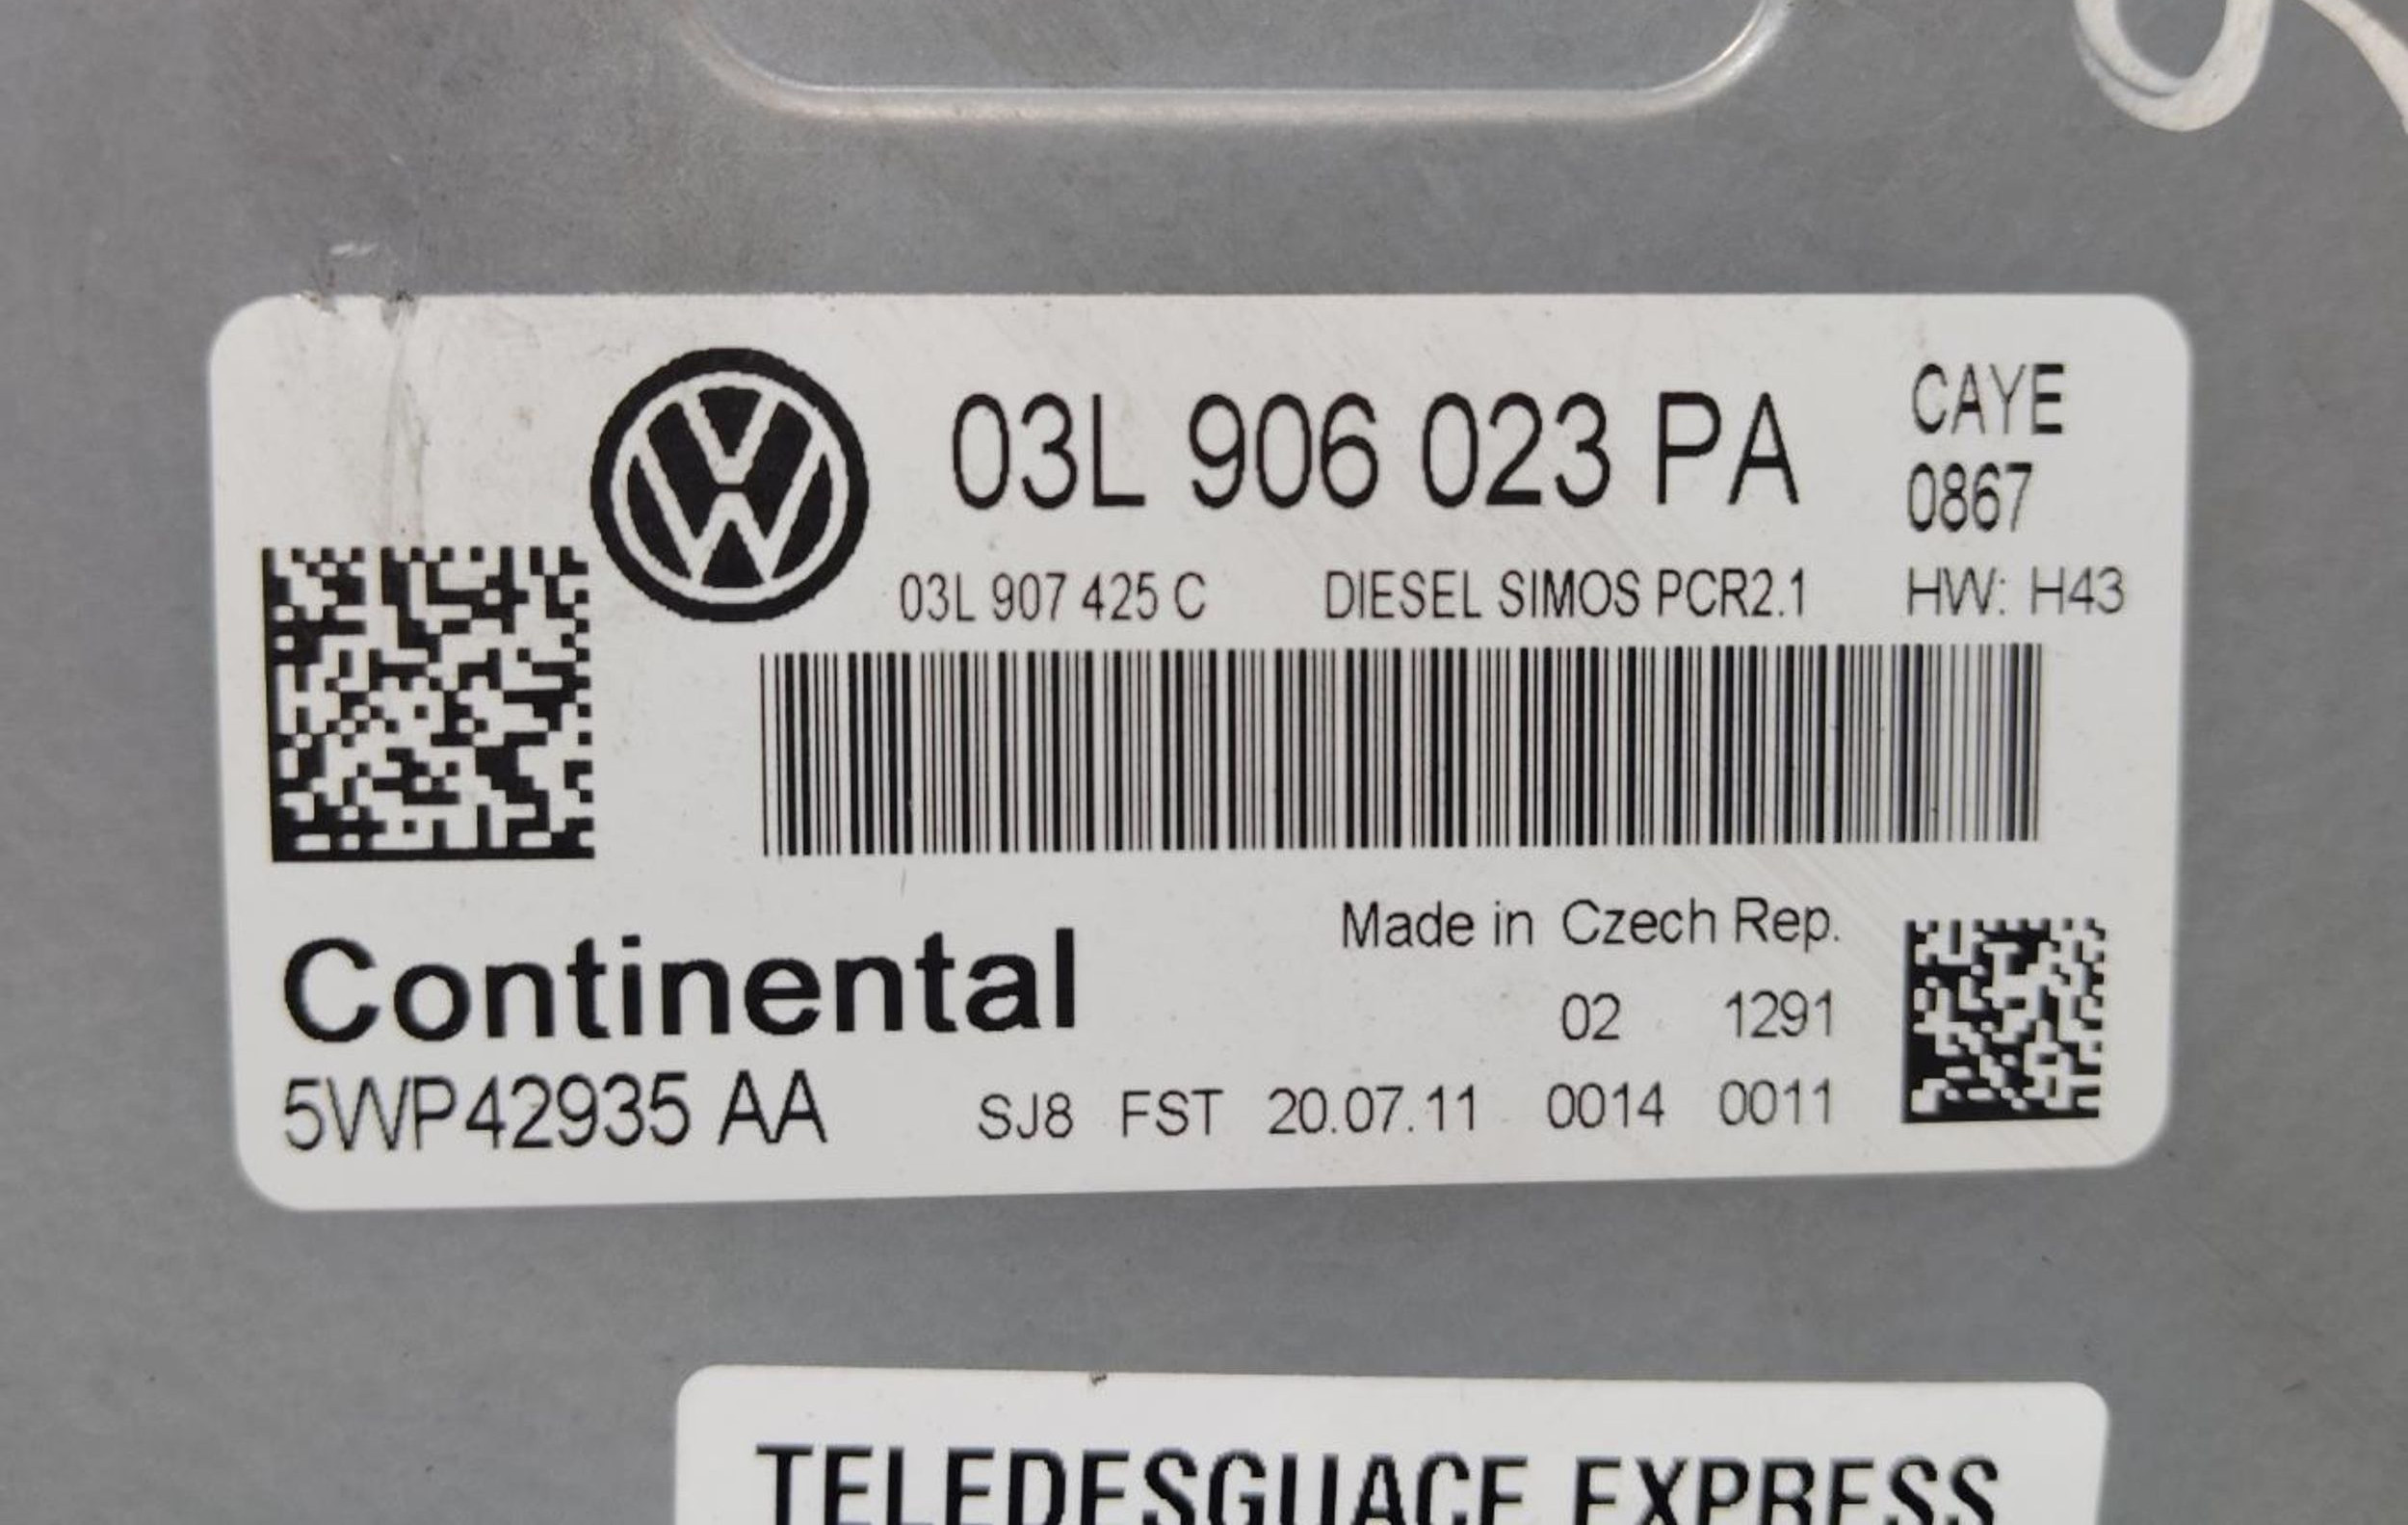 03L 906 023 PA
CAYE
0867
03L 907 425 C DIESEL SIMOS PCR2.1 HW: H43
Made in Czech Rep.
Continental
02 1291
5WP42935 AA SJ8 FST 20.07.11 0014 0011
TELEDESGUACE EXPRESS